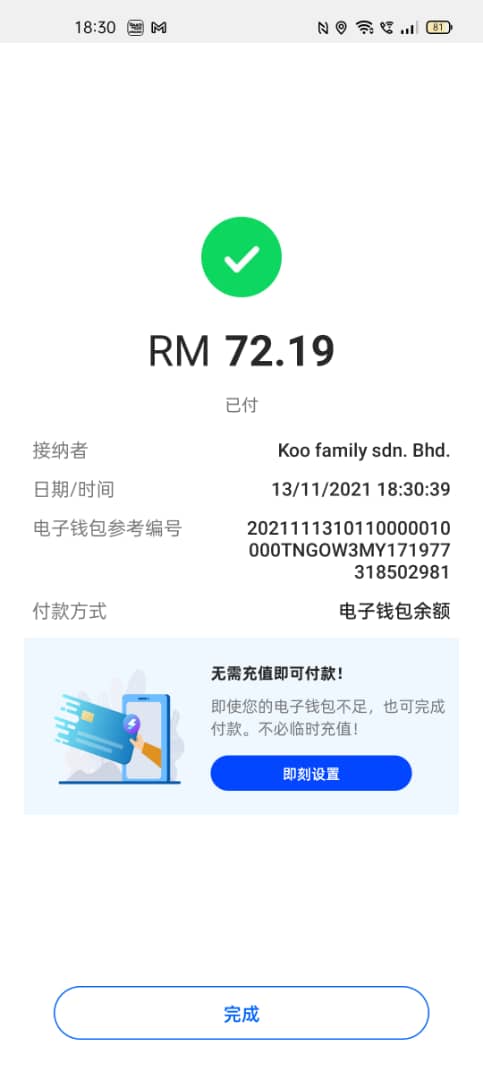 18:30
81
RM 72.19
已付
接纳者 Koo family sdn. Bhd.
日期/时间 13/11/2021 18:30:39
电子钱包参考编号 2021111310110000010
000TNGOW3MY171977
318502981
付款方式 电子钱包余额
无需充值即可付款！
即使您的电子钱包不足，也可完成
付款。不必临时充值！
即刻设置
完成